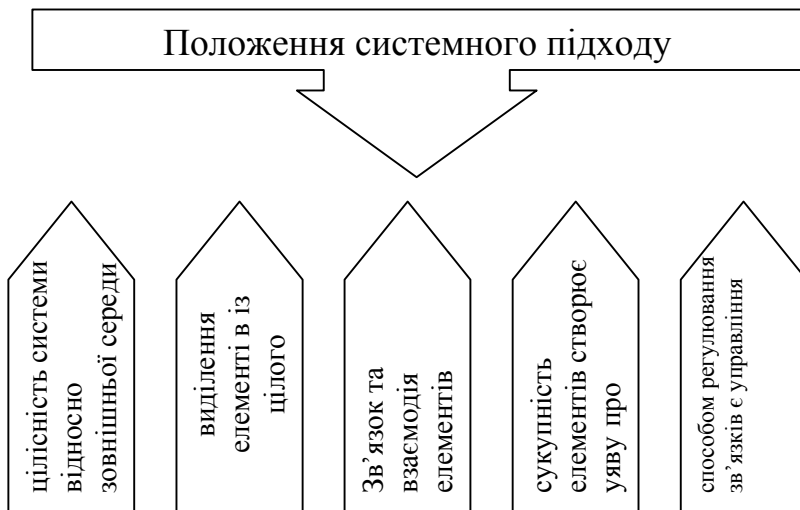 Положення системного підходу
цілісність системи
відносно
зовнішньої середи
виділення
елементі в із
цілого
Зв’язок та
взаємодія
елементів
сукупність
елементів створює
уяву про
способом регулювання
зв’язків є управління